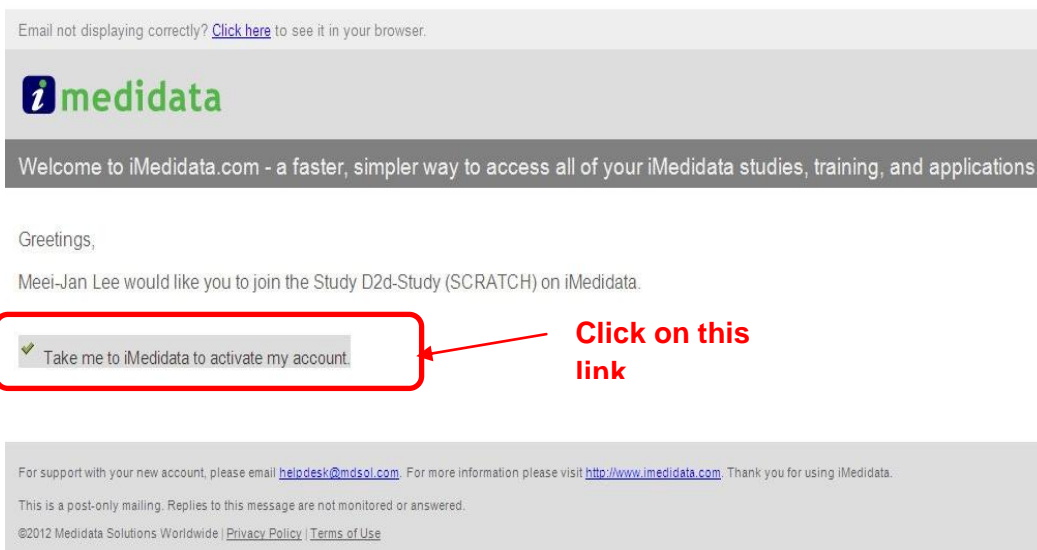 Email not displaying correctly? Click here to see it in your browser.
i medidata
Welcome to iMedidata.com - a faster, simpler way to access all of your iMedidata studies, training, and applications
Greetings,
Meei-Jan Lee would like you to join the Study D2d-Study (SCRATCH) on iMedidata.
Take me to iMedidata to activate my account.
Click on this
link
For support with your new account, please email helpdesk@mdsol.com. For more information please visit http://www.imedidata.com. Thank you for using iMedidata.
This is a post-only mailing. Replies to this message are not monitored or answered.
©2012 Medidata Solutions Worldwide | Privacy Policy | Terms of Use